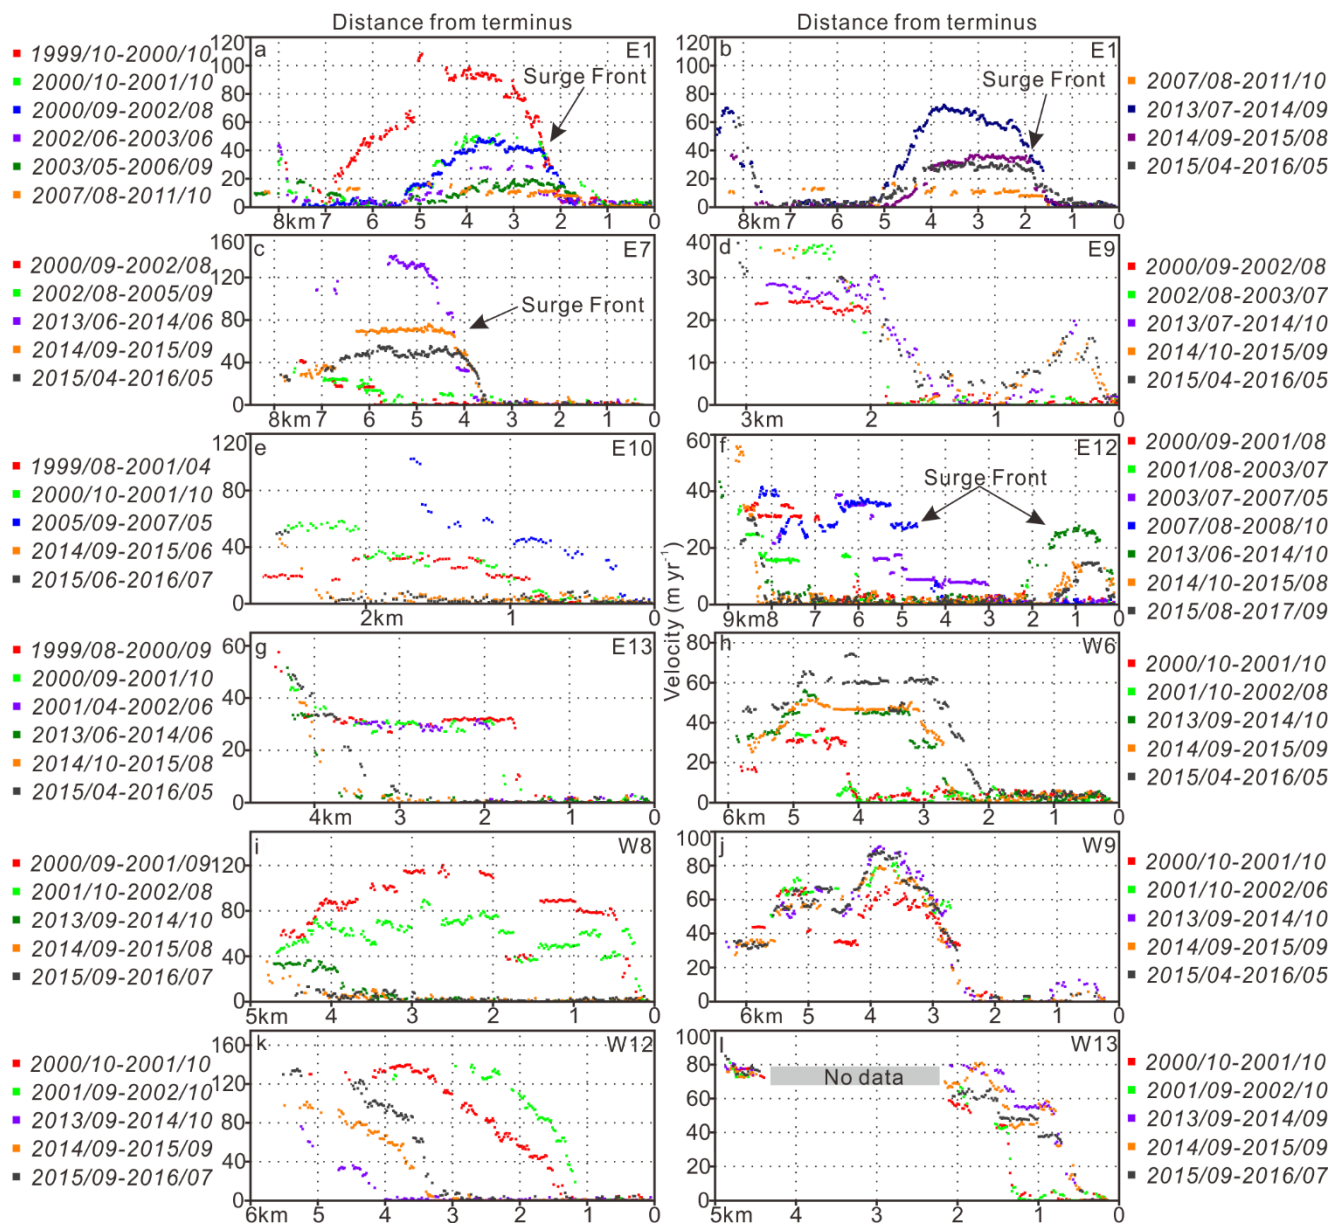 Distance from terminus
Distance from terminus
1999/10-2000/10
2000/10-2001/10
2000/09-2002/08
2002/06-2003/06
2003/05-2006/09
2007/08-2011/10
a
E1
Surge Front
120
100
80
60
40
20
0
8km 7 6 5 4 3 2 1 0
b
E1
Surge Front
120
100
80
60
40
20
0
8km 7 6 5 4 3 2 1 0
2007/08-2011/10
2013/07-2014/09
2014/09-2015/08
2015/04-2016/05
2000/09-2002/08
2002/08-2005/09
2013/06-2014/06
2014/09-2015/09
2015/04-2016/05
c
E7
Surge Front
160
120
80
40
0
8km 7 6 5 4 3 2 1 0
d
E9
40
30
20
10
0
3km 2 1 0
2000/09-2002/08
2002/08-2003/07
2013/07-2014/10
2014/10-2015/09
2015/04-2016/05
1999/08-2001/04
2000/10-2001/10
2005/09-2007/05
2014/09-2015/06
2015/06-2016/07
e
E10
120
80
40
0
2km 1 0
f
E12
Surge Front
60
40
20
0
9km 8 7 6 5 4 3 2 1 0
2000/09-2001/08
2001/08-2003/07
2003/07-2007/05
2007/08-2008/10
2013/06-2014/10
2014/10-2015/08
2015/08-2017/09
Velocity (m yr⁻¹)
1999/08-2000/09
2000/09-2001/10
2001/04-2002/06
2013/06-2014/06
2014/10-2015/08
2015/04-2016/05
g
E13
60
40
20
0
4km 3 2 1 0
h
W6
80
60
40
20
0
6km 5 4 3 2 1 0
2000/10-2001/10
2001/10-2002/08
2013/09-2014/10
2014/09-2015/09
2015/04-2016/05
2000/09-2001/09
2001/10-2002/08
2013/09-2014/10
2014/09-2015/08
2015/09-2016/07
i
W8
120
80
40
0
5km 4 3 2 1 0
j
W9
100
80
60
40
20
0
6km 5 4 3 2 1 0
2000/10-2001/10
2001/10-2002/06
2013/09-2014/10
2014/09-2015/09
2015/04-2016/05
2000/10-2001/10
2001/09-2002/10
2013/09-2014/10
2014/09-2015/09
2015/09-2016/07
k
W12
160
120
80
40
0
6km 5 4 3 2 1 0
l
W13
No data
100
80
60
40
20
0
5km 4 3 2 1 0
2000/10-2001/10
2001/09-2002/10
2013/09-2014/09
2014/09-2015/09
2015/09-2016/07